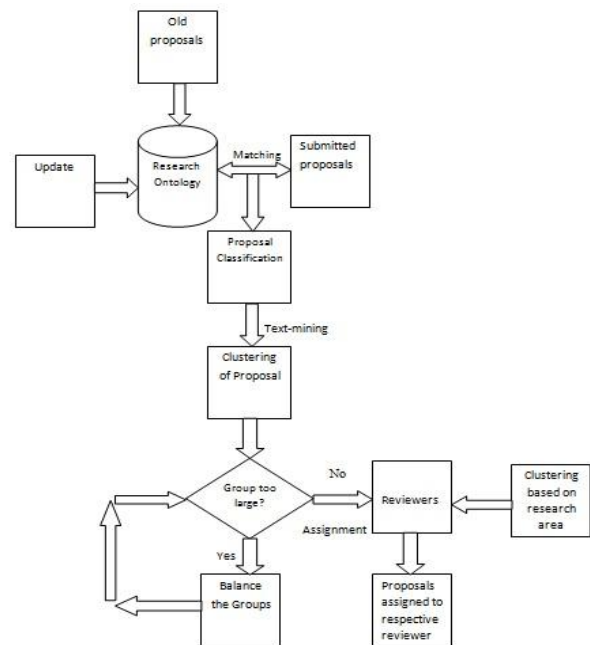 Old
proposals
Update
Research
Ontology
Matching
Submitted
proposals
Proposal
Classification
Text-mining
Clustering
of Proposal
Group too
large?
No
Assignment
Reviewers
Clustering
based on
research
area
Yes
Balance
the Groups
Proposals
assigned to
respective
reviewer